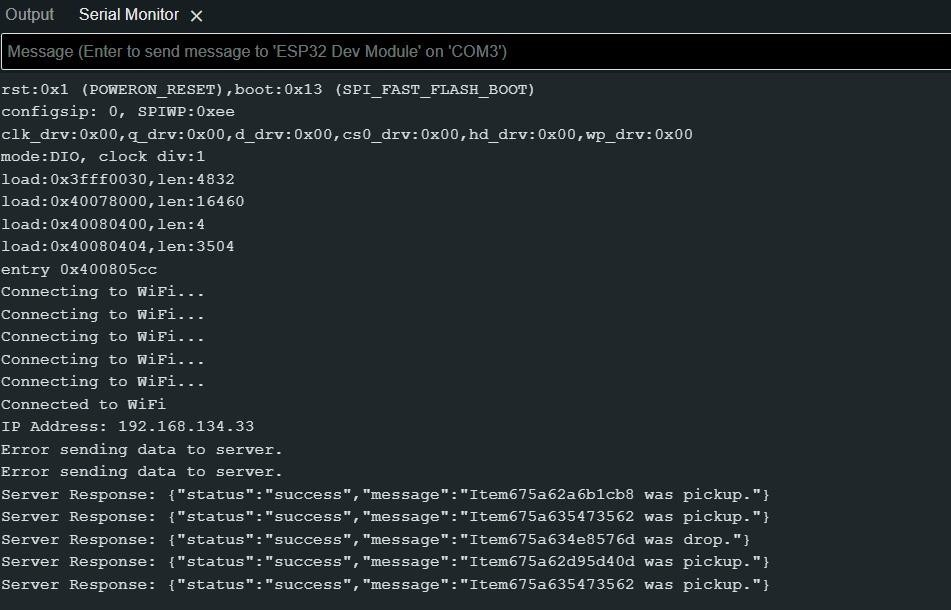 Output Serial Monitor ×
Message (Enter to send message to 'ESP32 Dev Module' on 'COM3')
rst:0x1 (POWERON_RESET),boot:0x13 (SPI_FAST_FLASH_BOOT)
configsip: 0, SPIWP:0xee
clk_drv:0x00,q_drv:0x00,d_drv:0x00,cs0_drv:0x00,hd_drv:0x00,wp_drv:0x00
mode:DIO, clock div:1
load:0x3fff0030,len:4832
load:0x40078000,len:16460
load:0x40080400,len:4
load:0x40080404,len:3504
entry 0x400805cc
Connecting to WiFi...
Connecting to WiFi...
Connecting to WiFi...
Connecting to WiFi...
Connecting to WiFi...
Connected to WiFi
IP Address: 192.168.134.33
Error sending data to server.
Error sending data to server.
Server Response: {"status":"success","message":"Item675a62a6b1cb8 was pickup."}
Server Response: {"status":"success","message":"Item675a635473562 was pickup."}
Server Response: {"status":"success","message":"Item675a634e8576d was drop."}
Server Response: {"status":"success","message":"Item675a62d95d40d was pickup."}
Server Response: {"status":"success","message":"Item675a635473562 was pickup."}